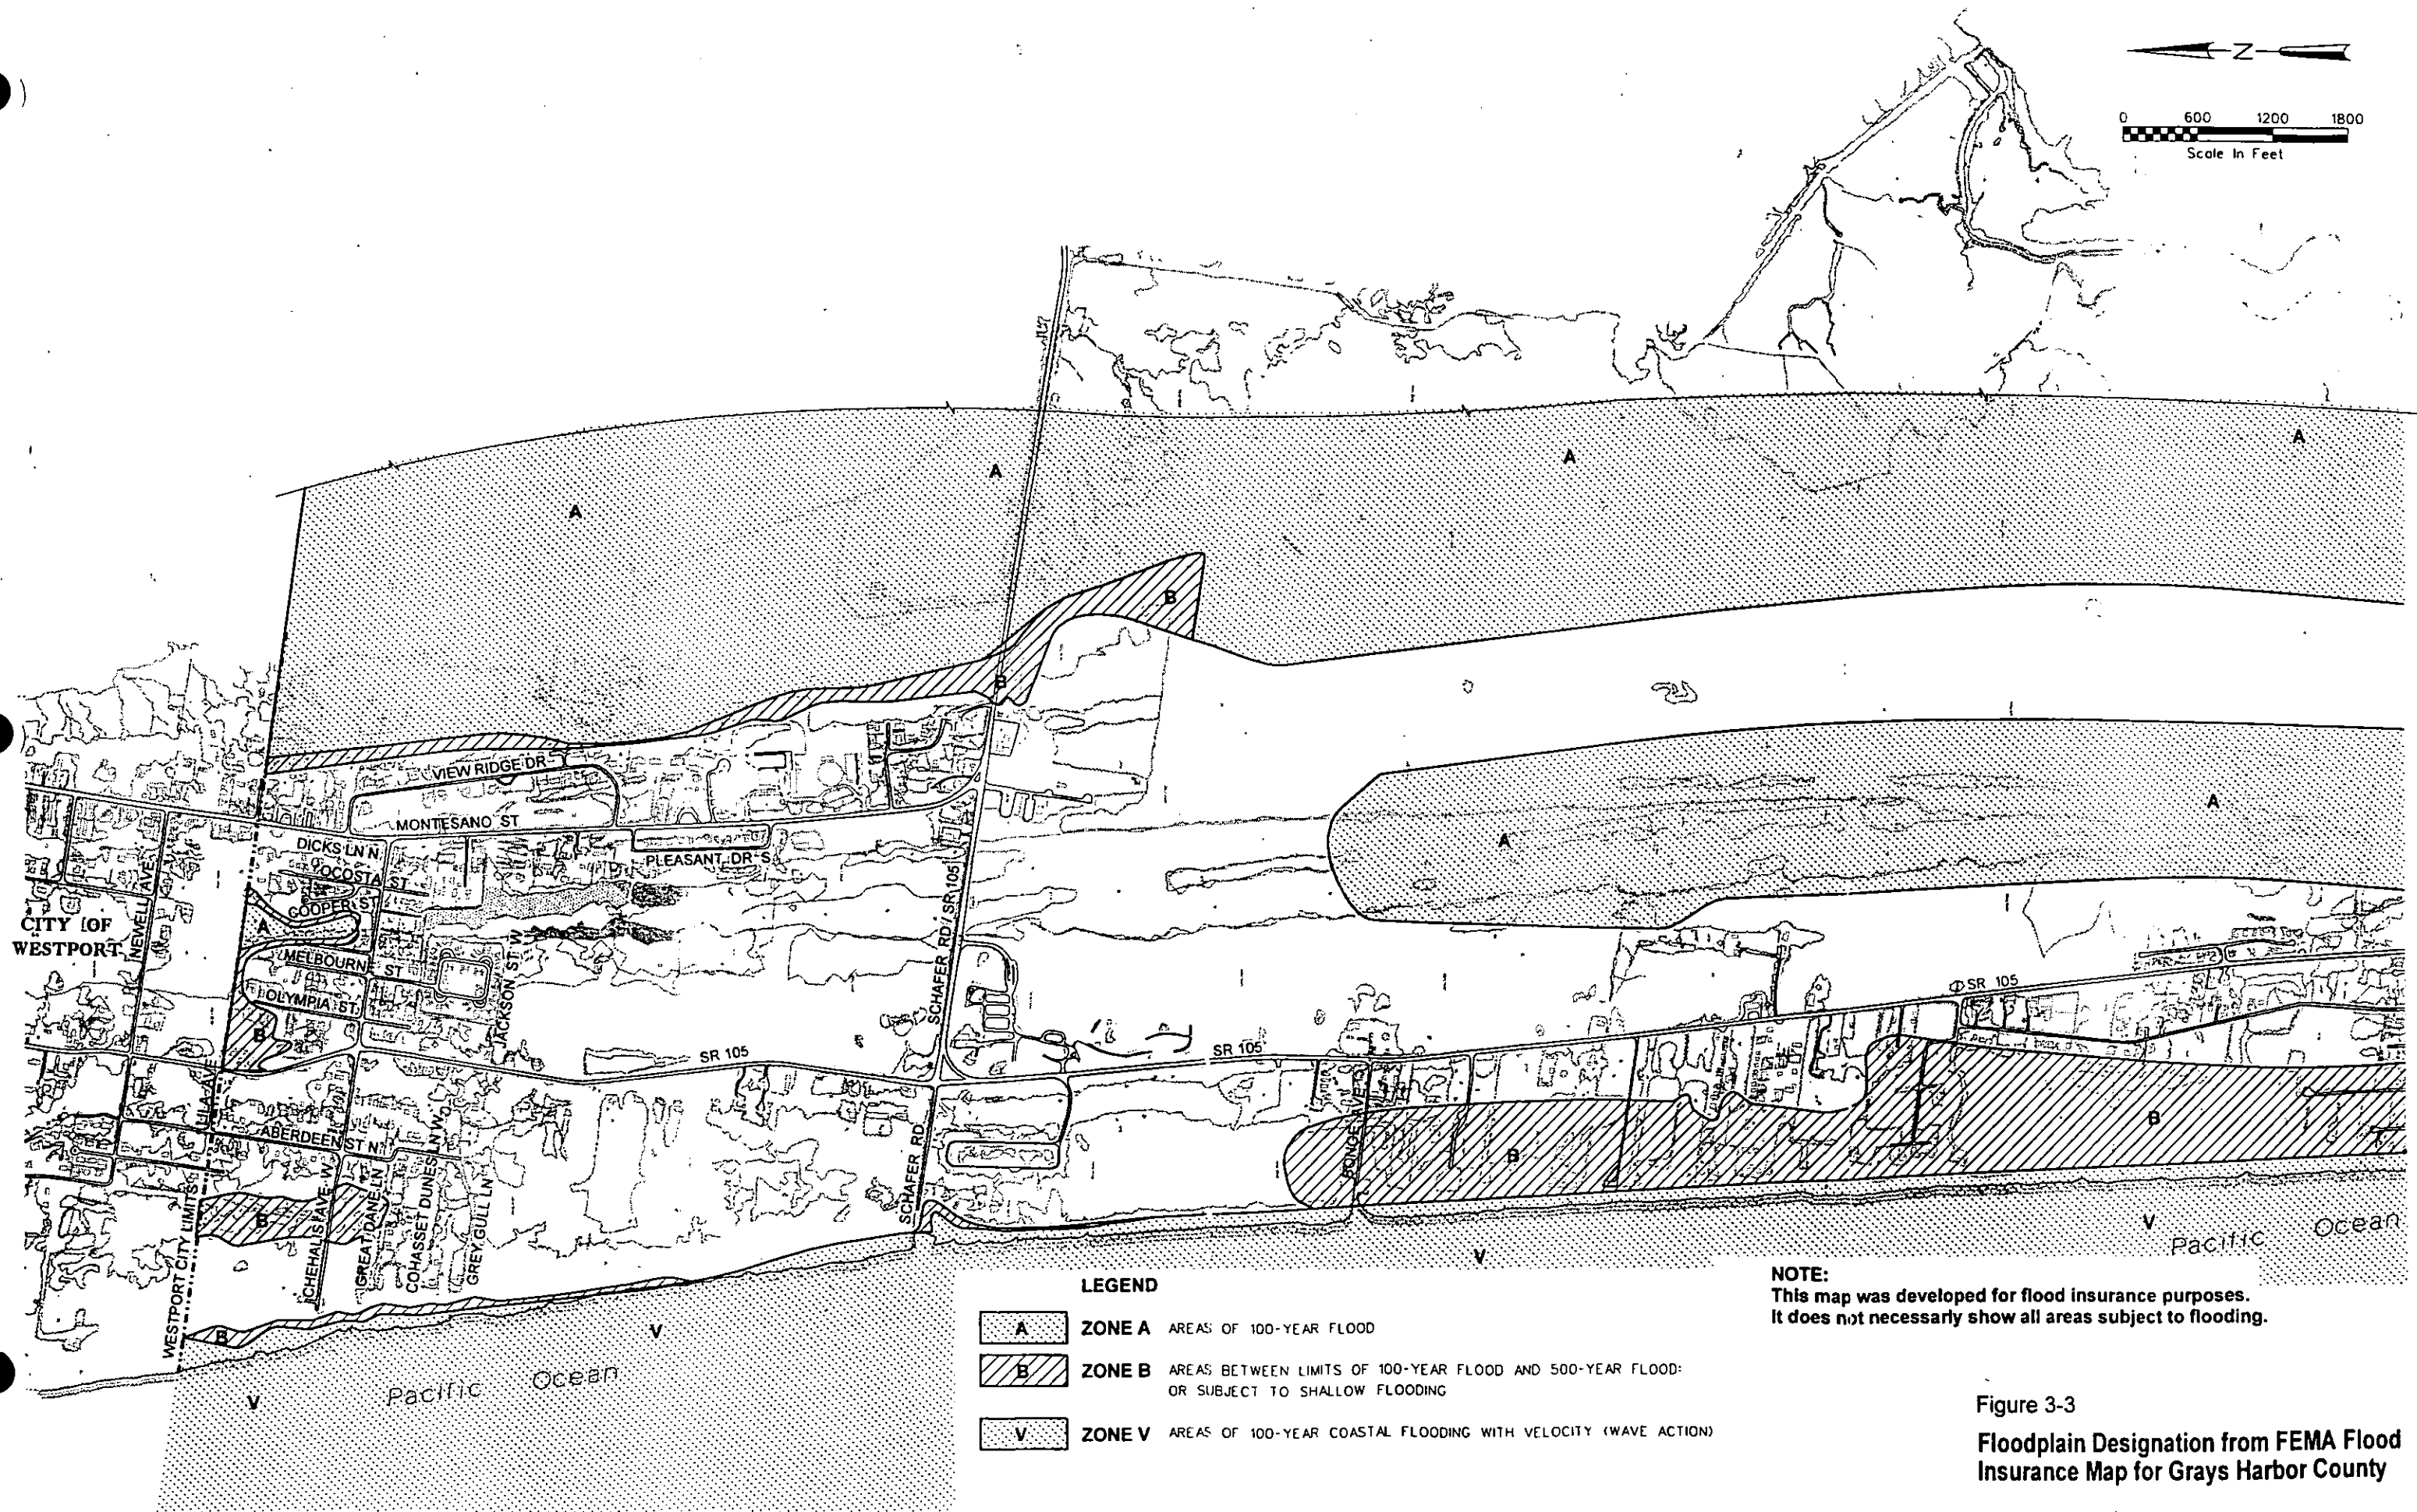 Z
0 600 1200 1800
Scale In Feet
A
A
A
A
B
B
VIEW RIDGE DR
MONTESANO ST
DICKS LN N
OCOSTA ST
PLEASANT DR S
COOPER ST
A
A
A
CITY OF
WESTPORT
NEWELL AVE
MELBOURNE ST
OLYMPIA ST
JACKSON ST W
SCHAFER RD / SR 105
SR 105
SR 105
SR 105
B
LILA AVE
ABERDEEN ST N
CHEHALIS AVE W
GREAT DANE LN
COHASSET DUNES LN W
GREY GULL LN
SCHAFER RD
BONGE AVE
B
B
B
B
WESTPORT CITY LIMITS
V
V
V
V
Pacific Ocean
Pacific Ocean
LEGEND
A ZONE A AREAS OF 100-YEAR FLOOD
B ZONE B AREAS BETWEEN LIMITS OF 100-YEAR FLOOD AND 500-YEAR FLOOD:
OR SUBJECT TO SHALLOW FLOODING
V ZONE V AREAS OF 100-YEAR COASTAL FLOODING WITH VELOCITY (WAVE ACTION)
NOTE:
This map was developed for flood insurance purposes.
It does not necessarly show all areas subject to flooding.
Figure 3-3
Floodplain Designation from FEMA Flood
Insurance Map for Grays Harbor County